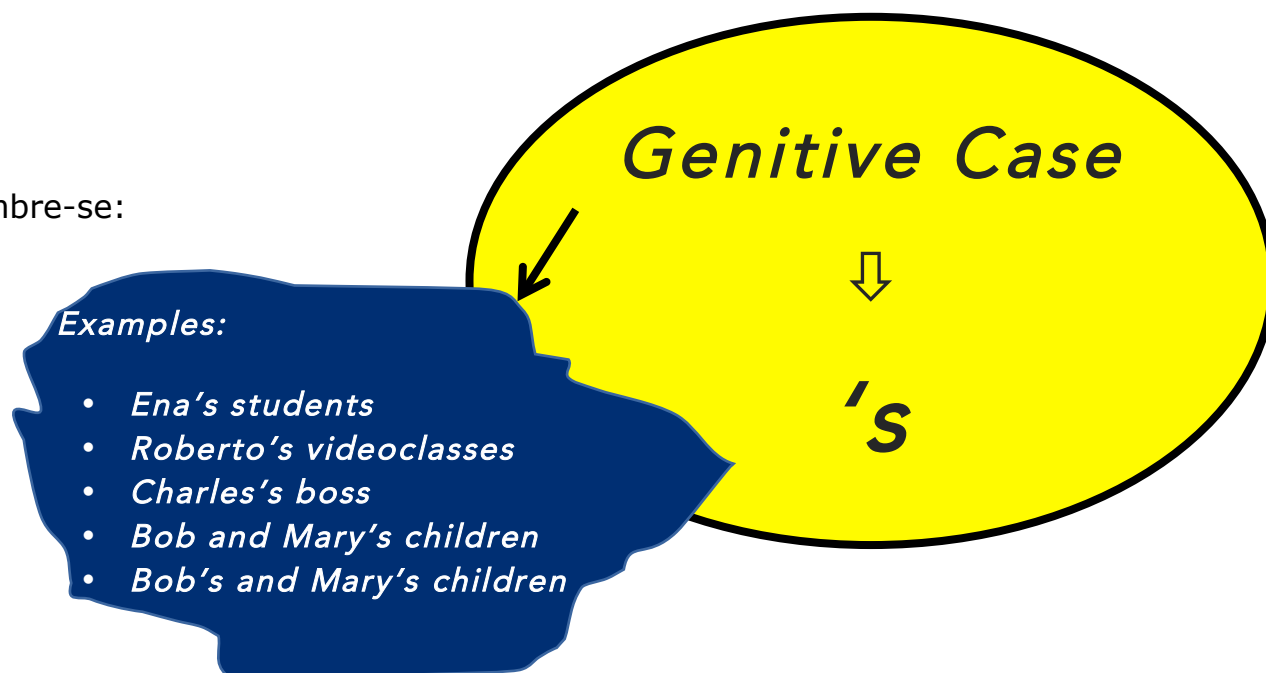 Genitive Case
mbre-se:
⇩
Examples:
‘s
• Ena’s students
• Roberto’s videoclasses
• Charles’s boss
• Bob and Mary’s children
• Bob’s and Mary’s children